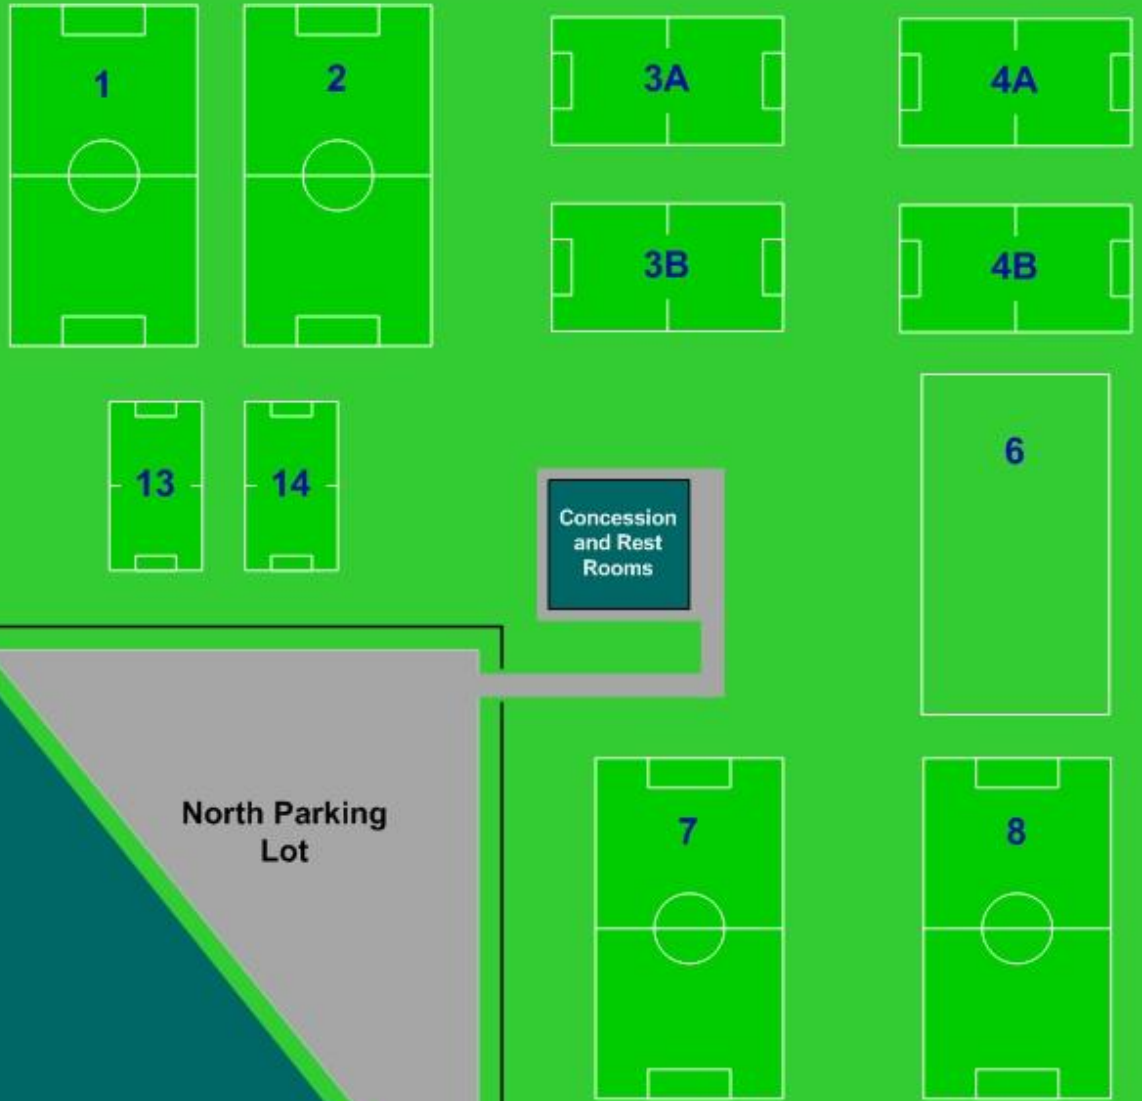 1
2
3A
4A
3B
4B
13
14
6
Concession
and Rest
Rooms
North Parking
Lot
7
8